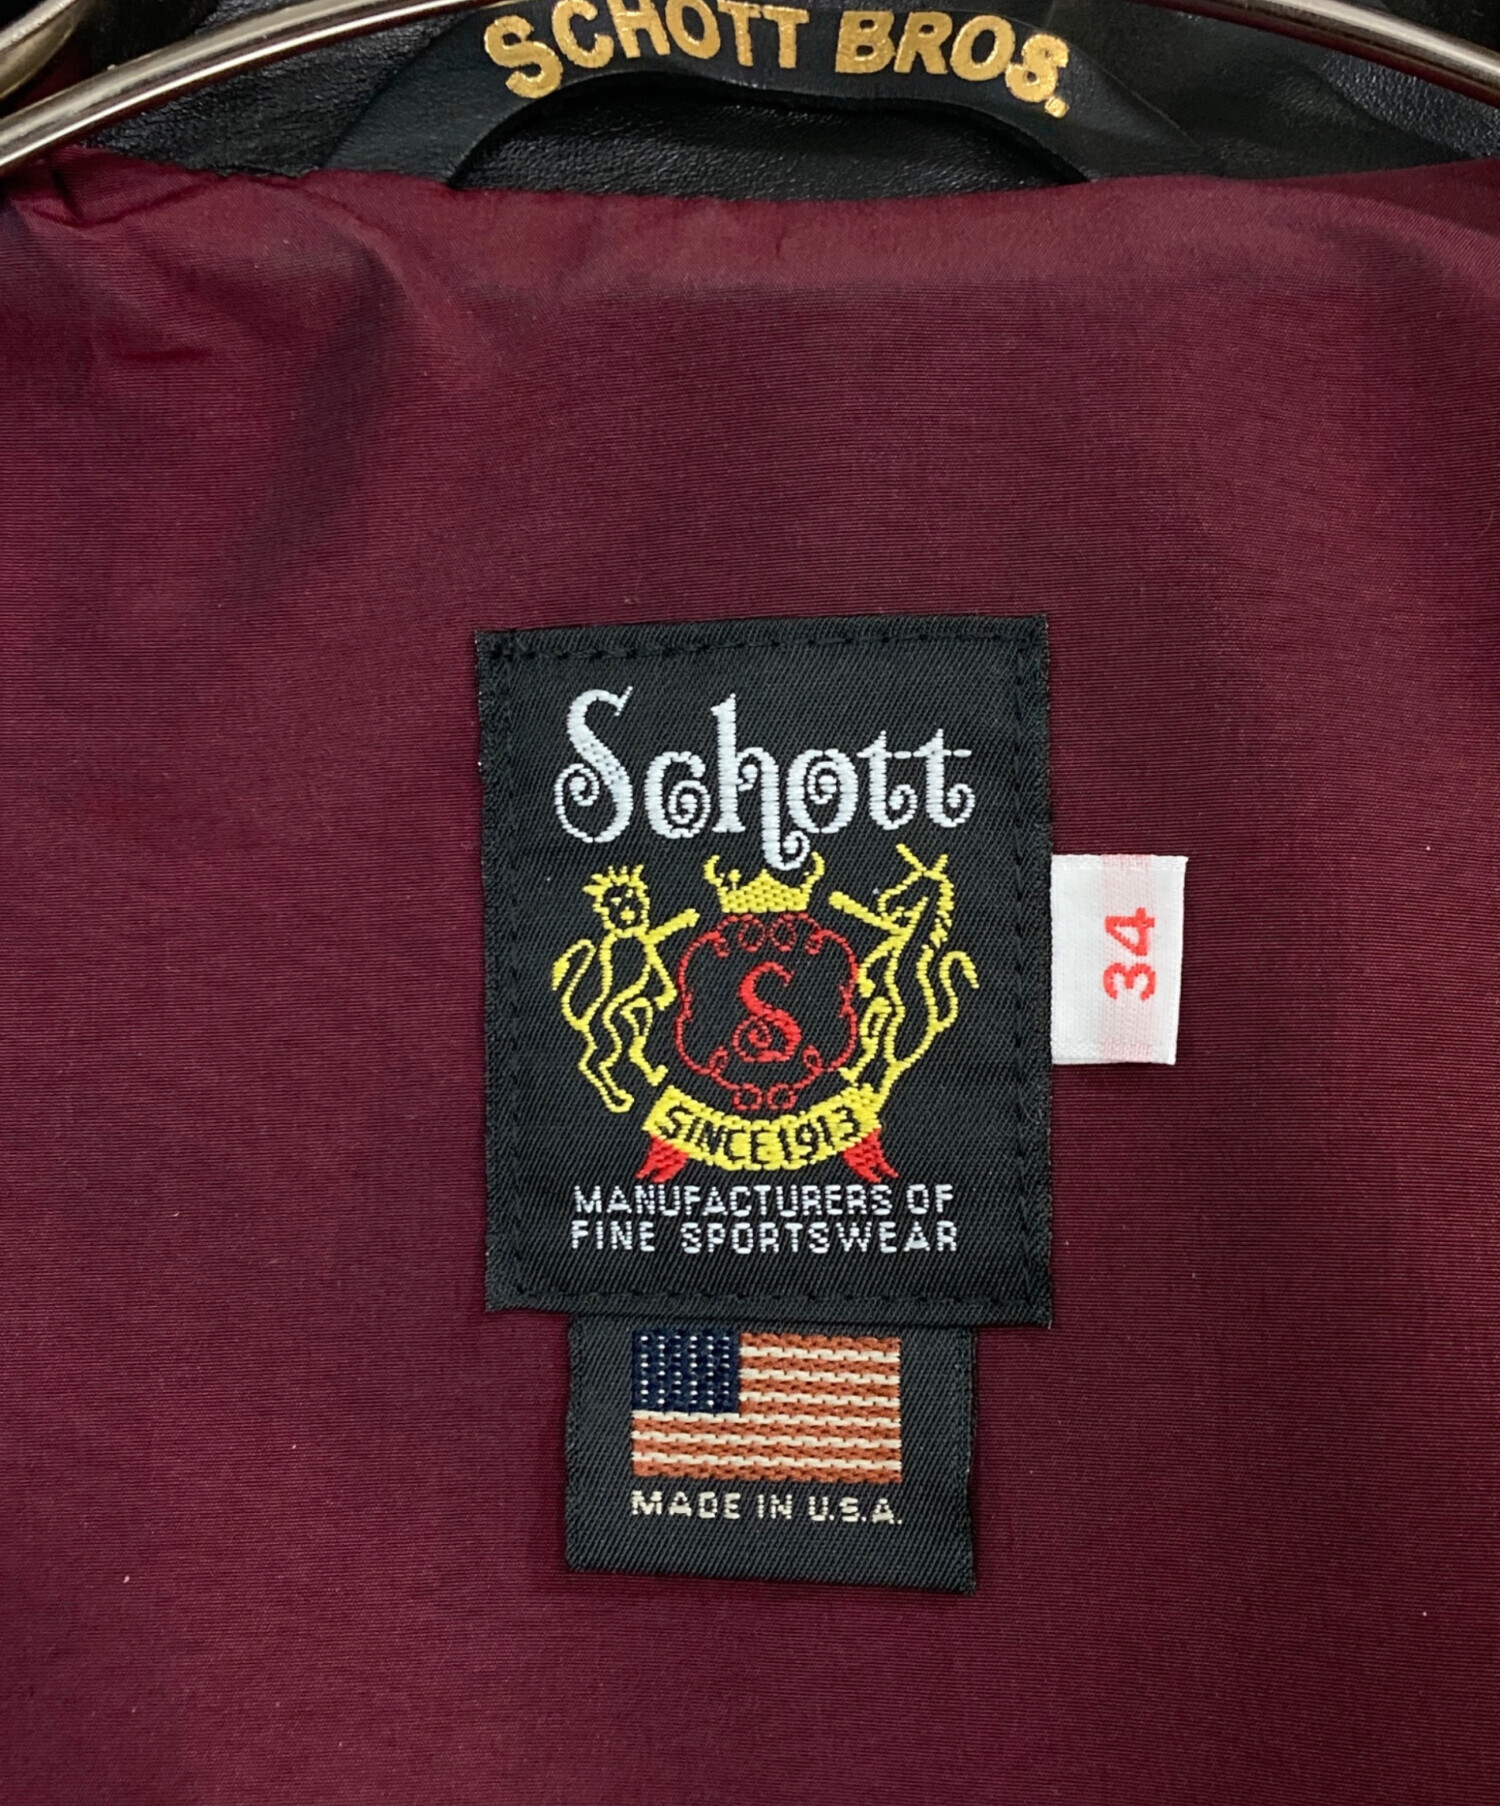 SCHOTT BROS.
Schott
S
SINCE 1913
MANUFACTURERS OF
FINE SPORTSWEAR
34
MADE IN U.S.A.